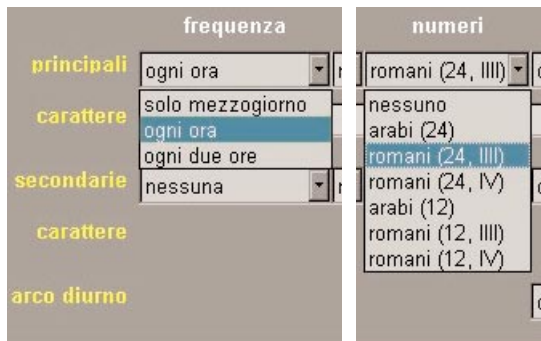 frequenza
principali
ogni ora
carattere
solo mezzogiorno
ogni ora
ogni due ore
secondarie
nessuna
carattere
arco diurno
numeri
romani (24, IIII)
nessuno
arabi (24)
romani (24, IIII)
romani (24, IV)
arabi (12)
romani (12, IIII)
romani (12, IV)